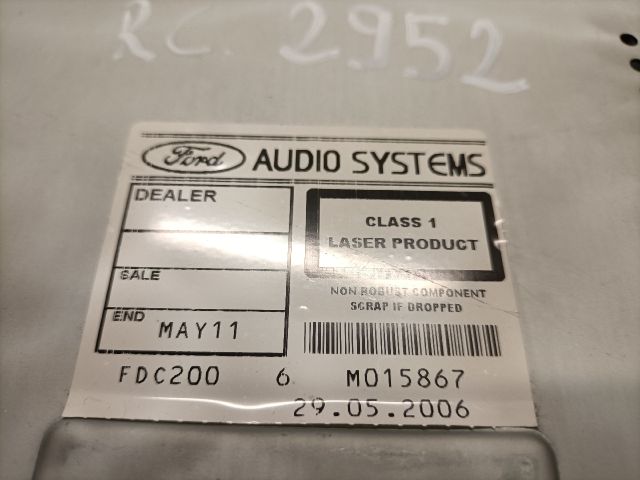 RC. 2952
Ford AUDIO SYSTEMS
DEALER
SALE
END MAY11
CLASS 1
LASER PRODUCT
NON ROBUST COMPONENT
SCRAP IF DROPPED
FDC200 6 M015867
29.05.2006